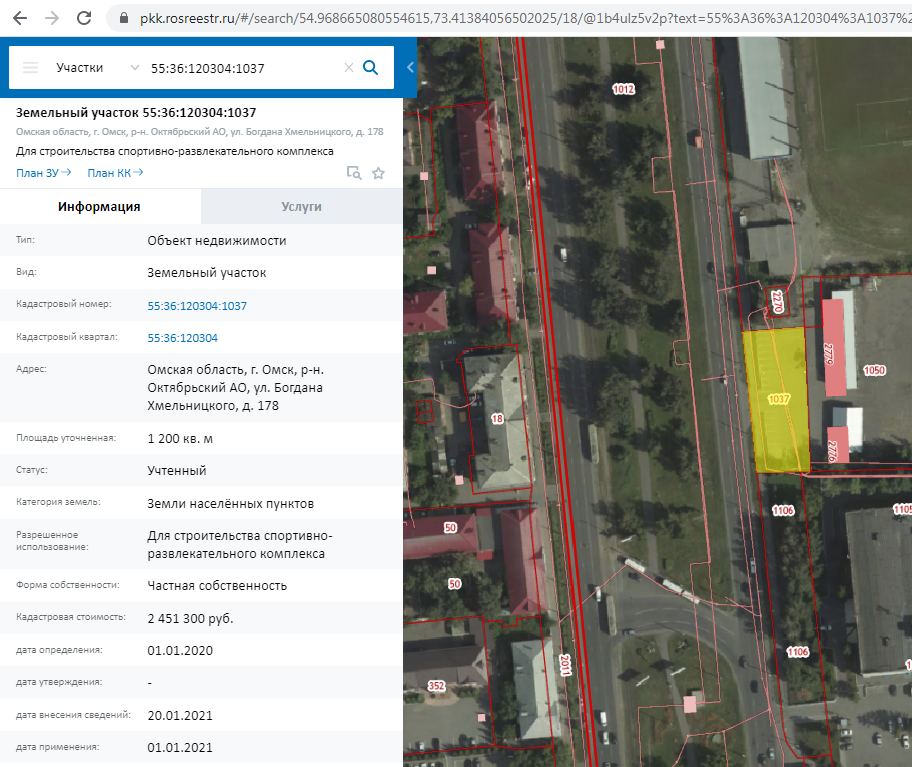 pkk.rosreestr.ru/#/search/54.968665080554615,73.41384056502025/18/@1b4ulz5v2p?text=55%3A36%3A120304%3A1037%2
Участки
55:36:120304:1037
Земельный участок 55:36:120304:1037
Омская область, г. Омск, р-н. Октябрьский АО, ул. Богдана Хмельницкого, д. 178
Для строительства спортивно-развлекательного комплекса
План ЗУ→ План КК→
Информация
Услуги
Тип: Объект недвижимости
Вид: Земельный участок
Кадастровый номер: 55:36:120304:1037
Кадастровый квартал: 55:36:120304
Адрес: Омская область, г. Омск, р-н.
Октябрьский АО, ул. Богдана
Хмельницкого, д. 178
Площадь уточненная: 1 200 кв. м
Статус: Учтенный
Категория земель: Земли населённых пунктов
Разрешенное
использование:
Для строительства спортивно-
развлекательного комплекса
Форма собственности: Частная собственность
Кадастровая стоимость: 2 451 300 руб.
дата определения: 01.01.2020
дата утверждения: -
дата внесения сведений: 20.01.2021
дата применения: 01.01.2021
1012
2270
2779
1050
1037
18
2776
1106
1105
50
50
1106
2011
352